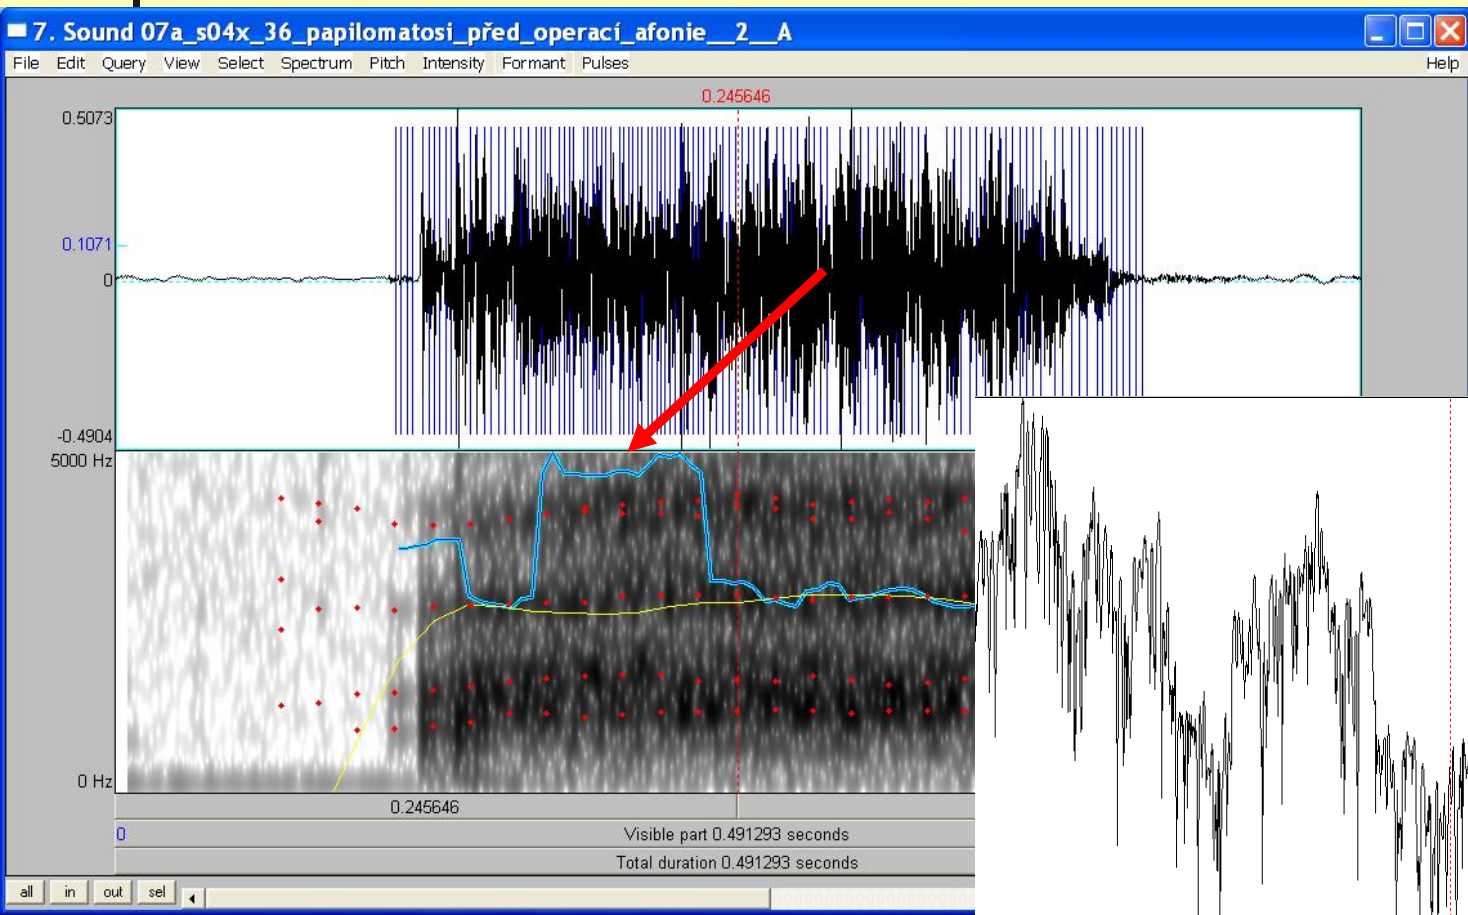 7. Sound 07a_s04x_36_papilomatosi_před_operací_afonie__2__A
File Edit Query View Select Spectrum Pitch Intensity Formant Pulses Help
0.245646
0.5073
0.1071
0
-0.4904
5000 Hz
0 Hz
0.245646
0
Visible part 0.491293 seconds
Total duration 0.491293 seconds
all in out sel